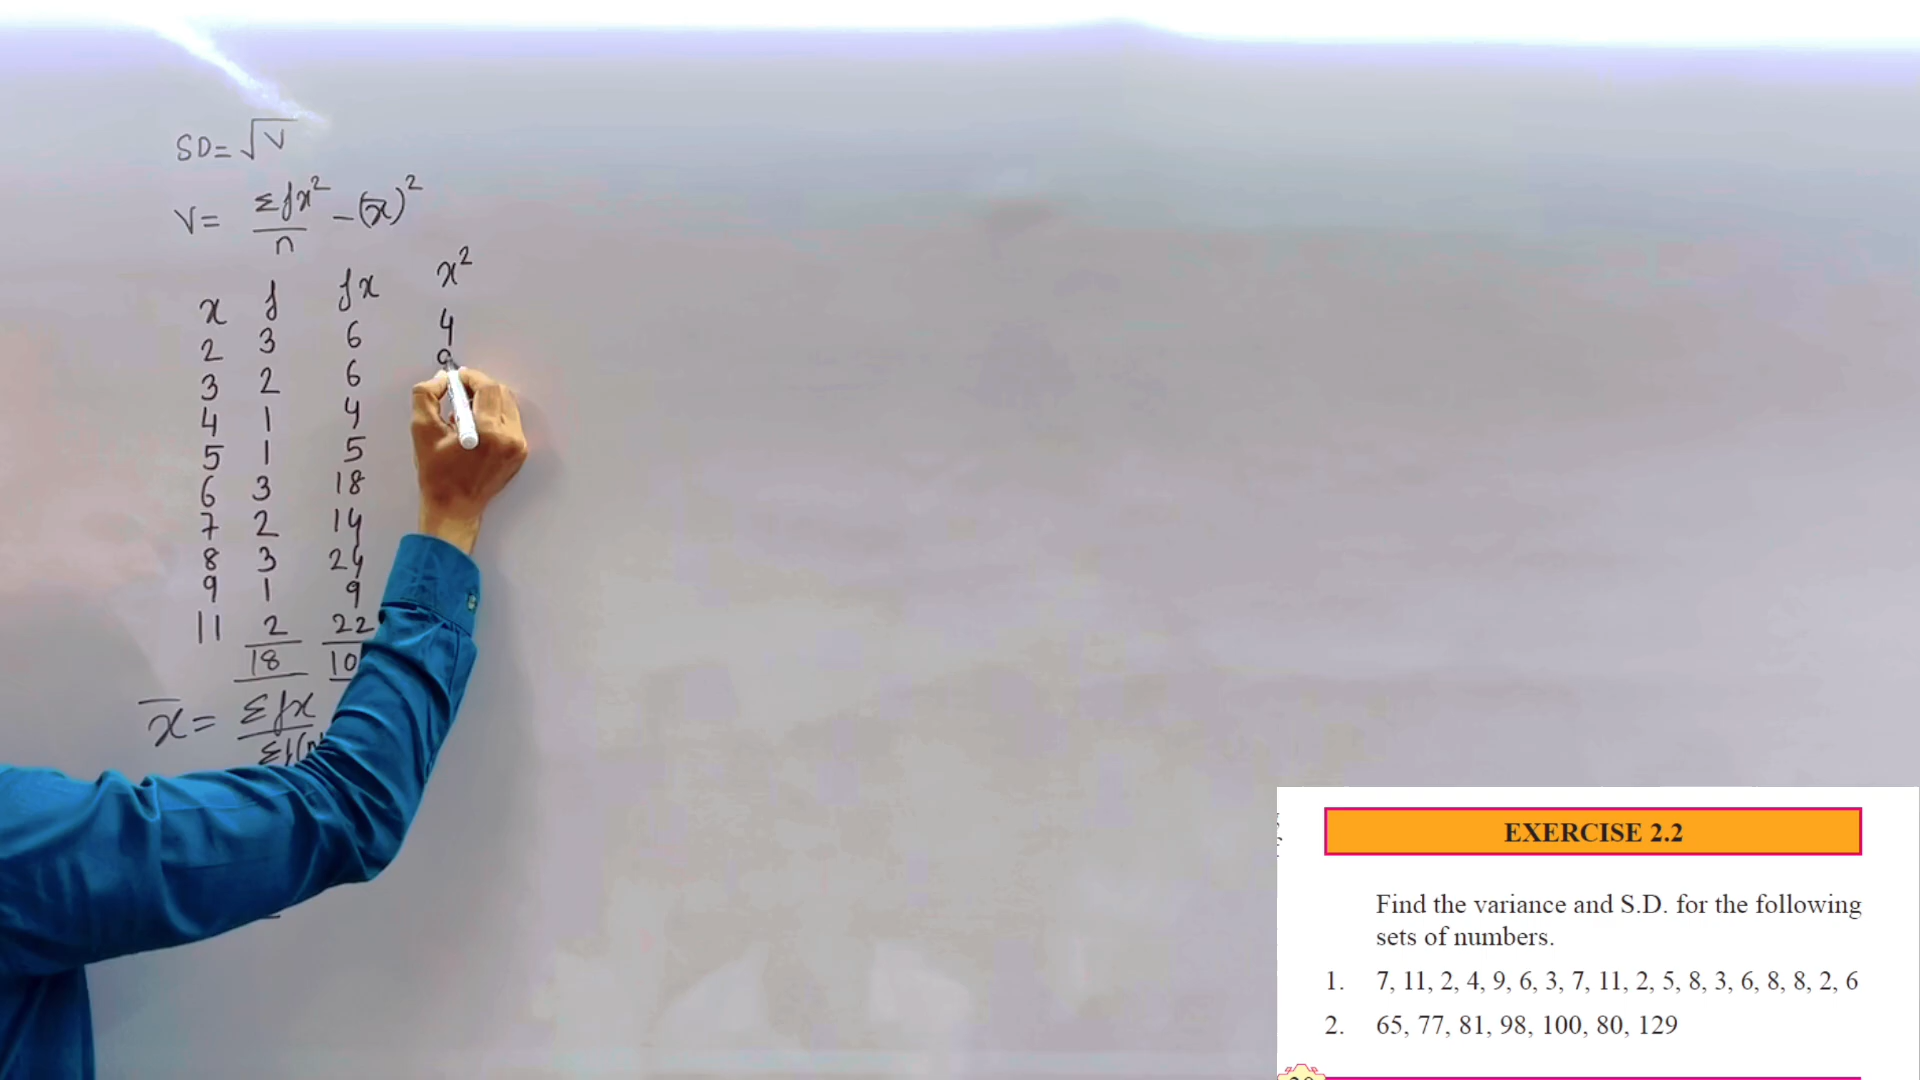 SD = √V
V = Σfx² / n - (x̄)²
x f fx x²
2 3 6 4
3 2 6 9
4 1 4
5 1 5
6 3 18
7 2 14
8 3 24
9 1 9
11 2 22
18 10
x̄ = Σfx
EXERCISE 2.2
Find the variance and S.D. for the following
sets of numbers.
1. 7, 11, 2, 4, 9, 6, 3, 7, 11, 2, 5, 8, 3, 6, 8, 8, 2, 6
2. 65, 77, 81, 98, 100, 80, 129